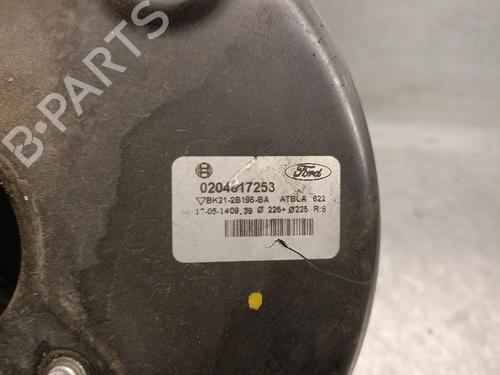 B-PARTS
BOSCH
Ford
0204817253
▽BK21-2B195-BA ATBLA 622
17-05-1409,39 Ø 225+Ø225 R:8